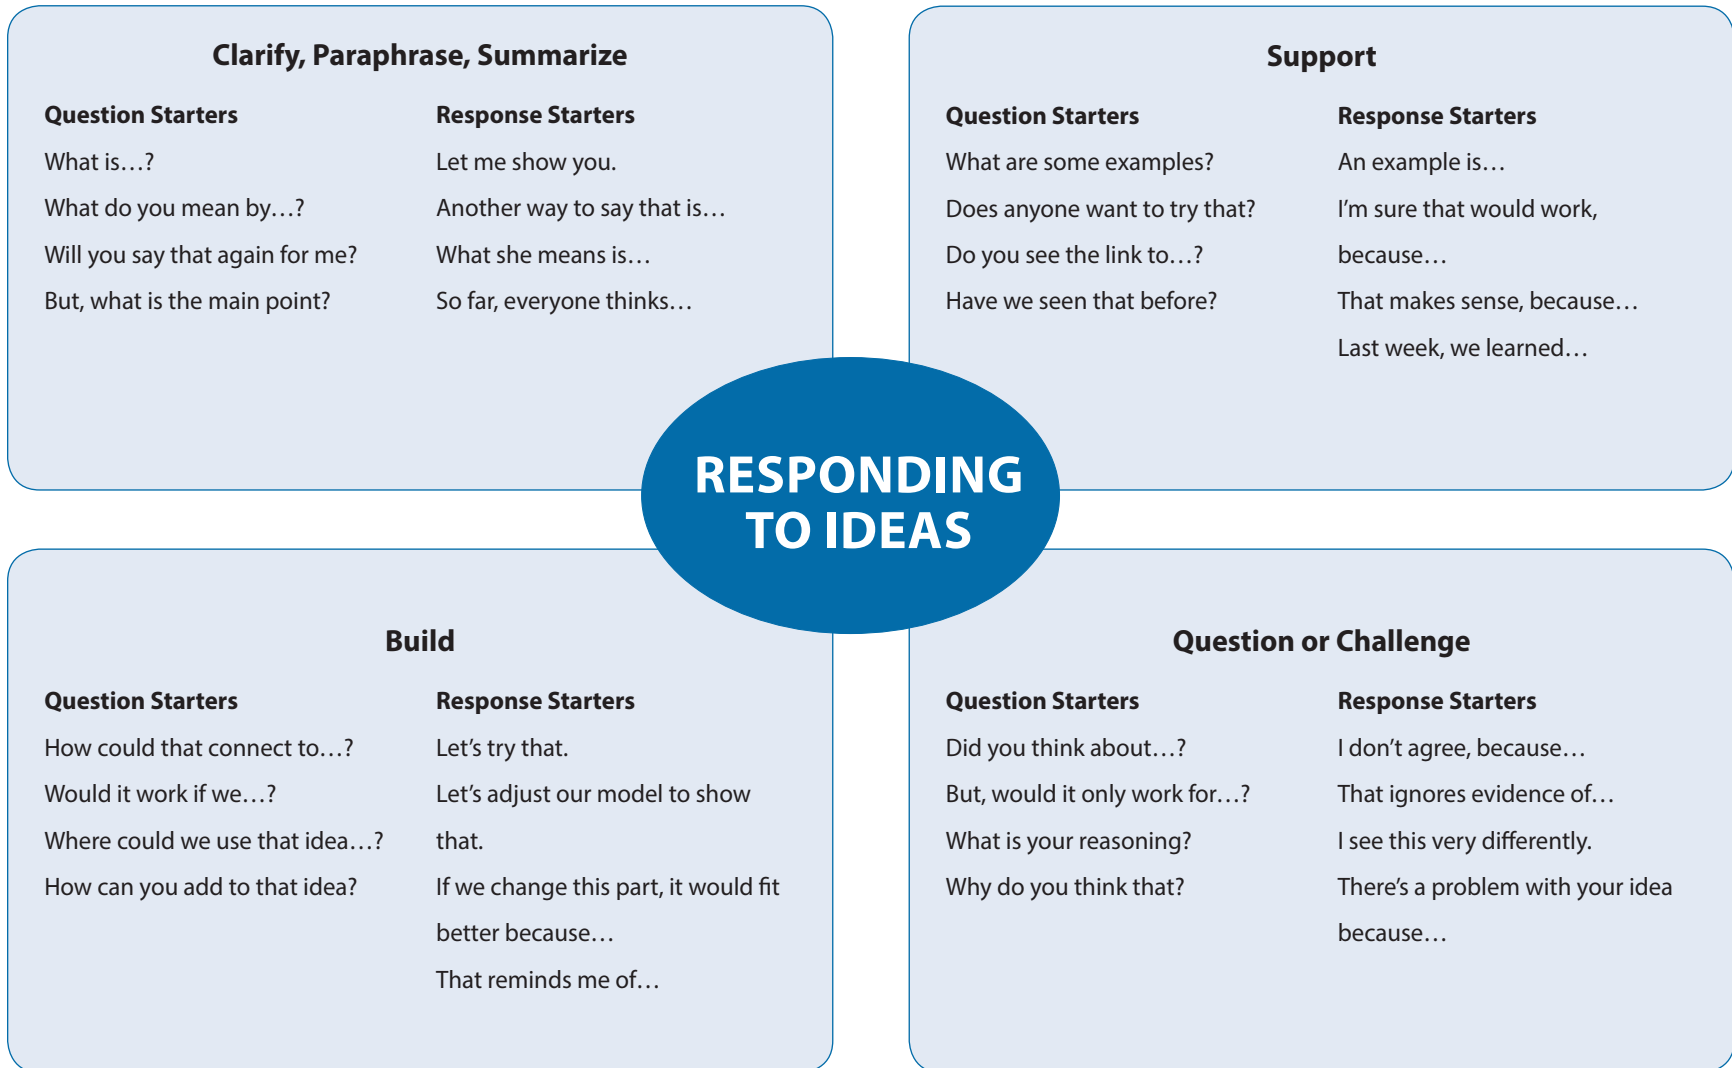 Clarify, Paraphrase, Summarize
Question Starters
What is…?
What do you mean by…?
Will you say that again for me?
But, what is the main point?
Response Starters
Let me show you.
Another way to say that is…
What she means is…
So far, everyone thinks…
Support
Question Starters
What are some examples?
Does anyone want to try that?
Do you see the link to…?
Have we seen that before?
Response Starters
An example is…
I'm sure that would work,
because…
That makes sense, because…
Last week, we learned…
RESPONDING
TO IDEAS
Build
Question Starters
How could that connect to…?
Would it work if we…?
Where could we use that idea…?
How can you add to that idea?
Response Starters
Let’s try that.
Let’s adjust our model to show
that.
If we change this part, it would fit
better because…
That reminds me of…
Question or Challenge
Question Starters
Did you think about…?
But, would it only work for…?
What is your reasoning?
Why do you think that?
Response Starters
I don’t agree, because…
That ignores evidence of…
I see this very differently.
There’s a problem with your idea
because…